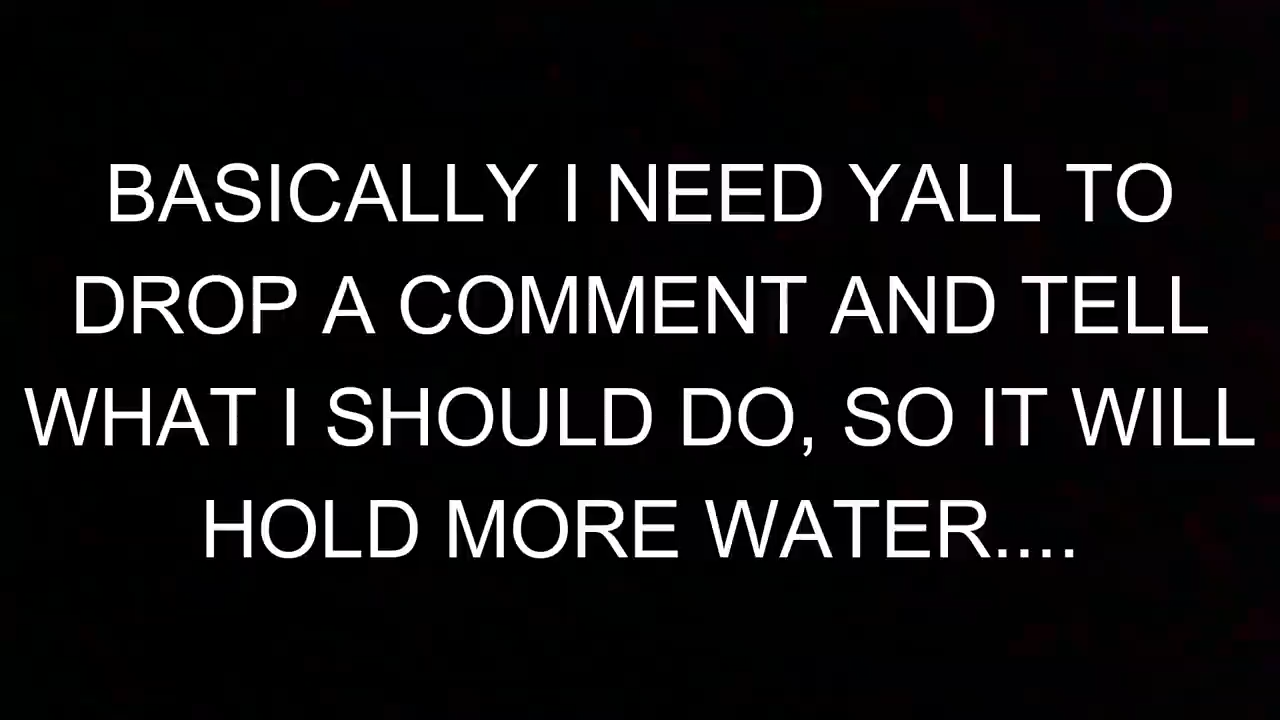 BASICALLY I NEED YALL TO
DROP A COMMENT AND TELL
WHAT I SHOULD DO, SO IT WILL
HOLD MORE WATER....